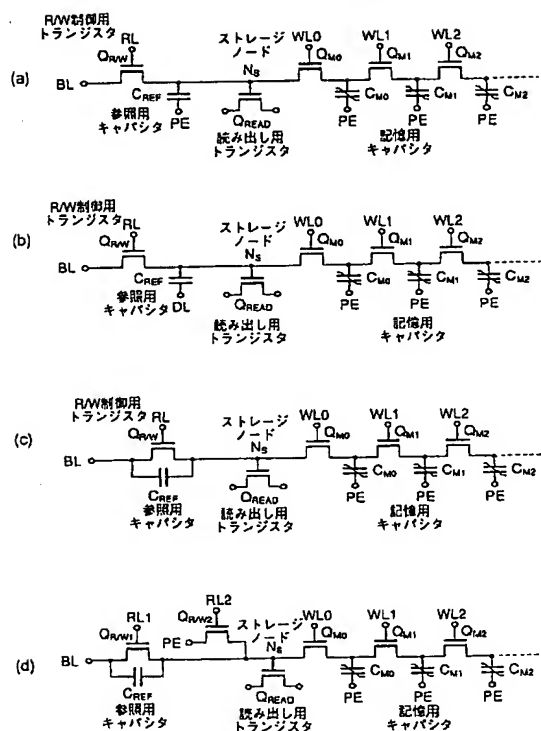 (a)
R/W制御用
トランジスタ
RL
Q_R/W
BL
C_REF
参照用
キャパシタ
PE
ストレージ
ノード
N_S
Q_READ
読み出し用
トランジスタ
WL0
Q_M0
WL1
Q_M1
WL2
Q_M2
C_M0
C_M1
C_M2
PE
PE
PE
記憶用
キャパシタ
(b)
R/W制御用
トランジスタ
RL
Q_R/W
BL
C_REF
参照用
キャパシタ
DL
ストレージ
ノード
N_S
Q_READ
読み出し用
トランジスタ
WL0
Q_M0
WL1
Q_M1
WL2
Q_M2
C_M0
C_M1
C_M2
PE
PE
PE
記憶用
キャパシタ
(c)
R/W制御用
トランジスタ
RL
Q_R/W
BL
C_REF
参照用
キャパシタ
ストレージ
ノード
N_S
Q_READ
読み出し用
トランジスタ
WL0
Q_M0
WL1
Q_M1
WL2
Q_M2
C_M0
C_M1
C_M2
PE
PE
PE
記憶用
キャパシタ
(d)
RL1
Q_R/W1
RL2
Q_R/W2
PE
BL
C_REF
参照用
キャパシタ
ストレージ
ノード
N_S
Q_READ
読み出し用
トランジスタ
WL0
Q_M0
WL1
Q_M1
WL2
Q_M2
C_M0
C_M1
C_M2
PE
PE
PE
記憶用
キャパシタ